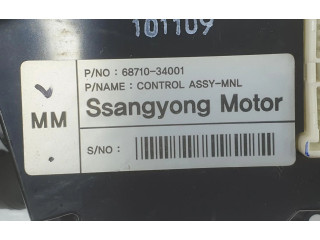 101109
P/NO : 68710-34001
P/NAME : CONTROL ASSY-MNL
MM
Ssangyong Motor
S/NO :